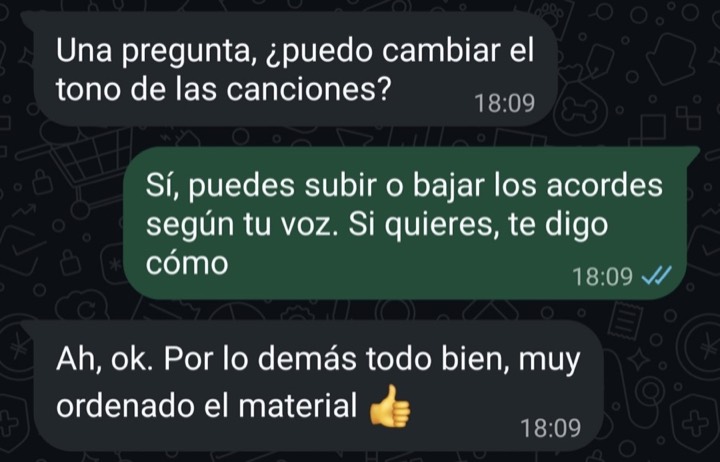 Una pregunta, ¿puedo cambiar el
tono de las canciones?
18:09
Sí, puedes subir o bajar los acordes
según tu voz. Si quieres, te digo
cómo
18:09
Ah, ok. Por lo demás todo bien, muy
ordenado el material 👍
18:09